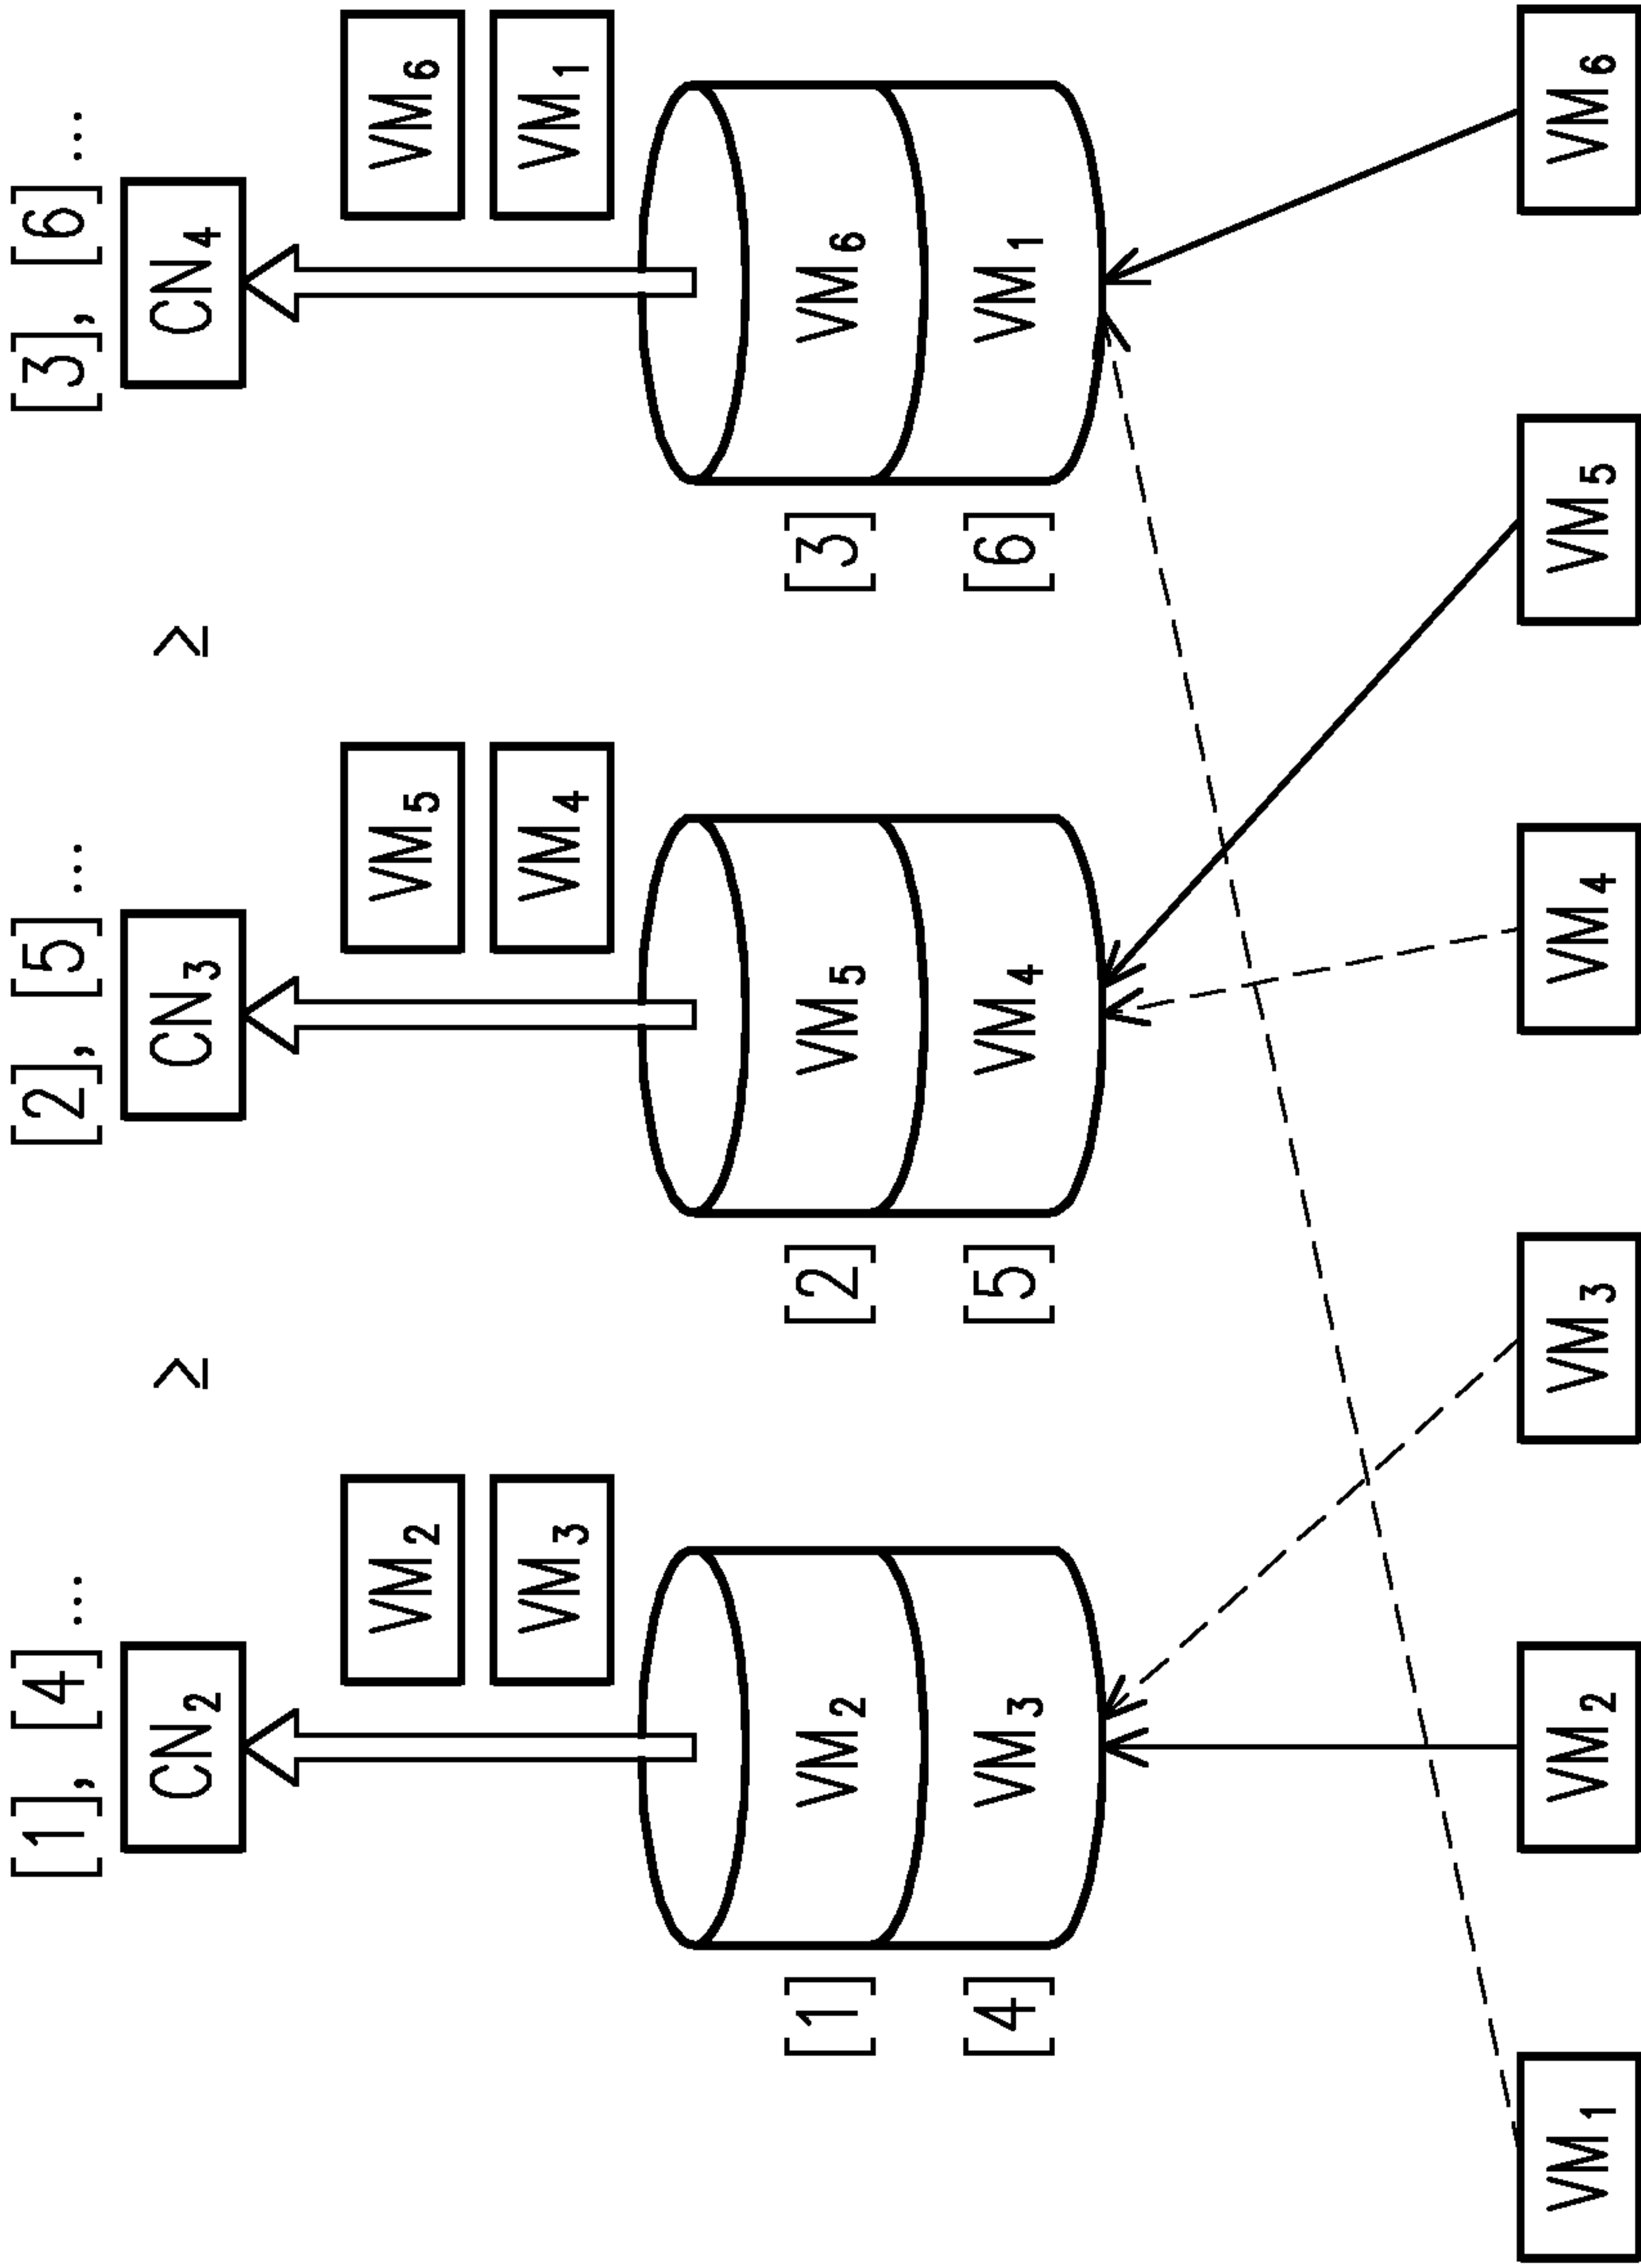 [1], [4]... [2], [5]... [3], [6]...
CN₂ ≥ CN₃ ≥ CN₄
VM₂ VM₅ VM₆
VM₃ VM₄ VM₁
[1] VM₂ [2] VM₅ [3] VM₆
[4] VM₃ [5] VM₄ [6] VM₁
VM₁ VM₂ VM₃ VM₄ VM₅ VM₆